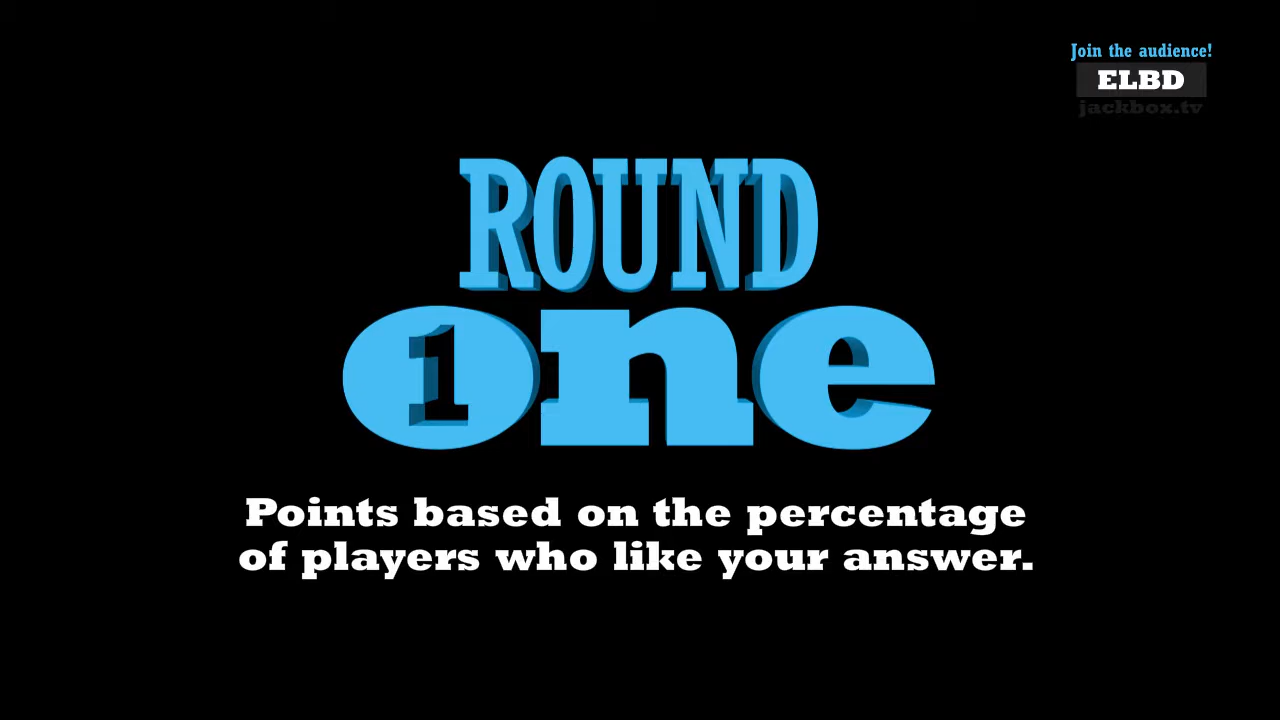 Join the audience!
ELBD
jackbox.tv
ROUND
One
1
Points based on the percentage
of players who like your answer.